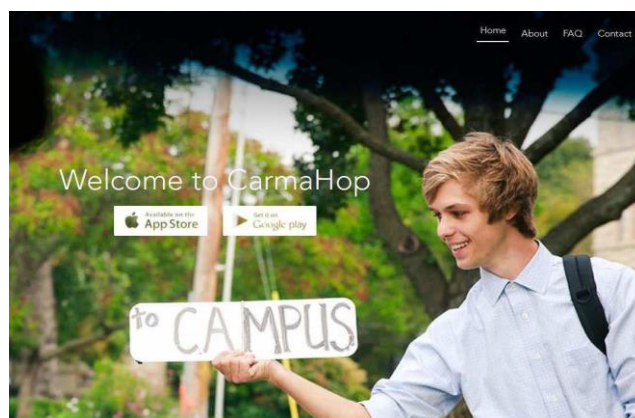 Home About FAQ Contact
Welcome to CarmaHop
Available on the
App Store
Get it on
Google play
to CAMPUS